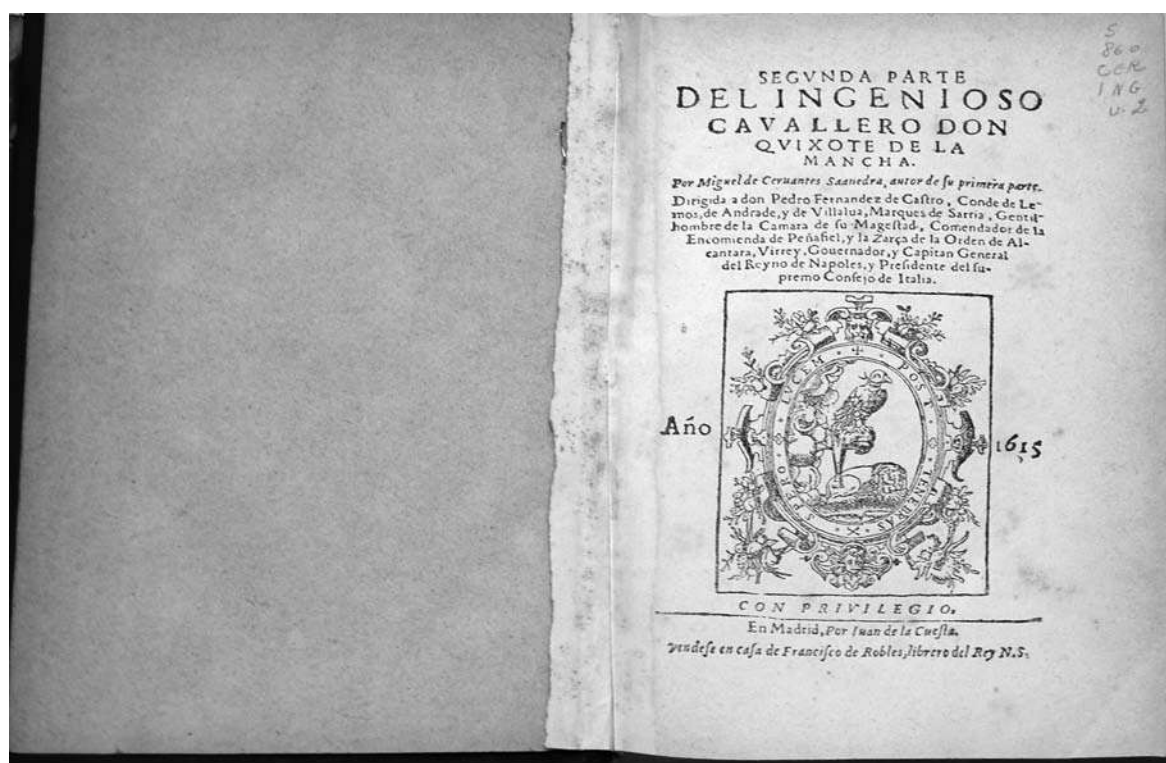 S
860
CER
ING
v. 2
SEGVNDA PARTE
DEL INGENIOSO
CAVALLERO DON
QVIXOTE DE LA
MANCHA.
Por Miguel de Ceruantes Saauedra, autor de ſu primera parte.
Dirigida a don Pedro Fernandez de Caſtro, Conde de Le-
mos, de Andrade, y de Villalua, Marques de Sarria, Gentil-
hombre de la Camara de ſu Mageſtad, Comendador de la
Encomienda de Peñafiel, y la Zarça de la Orden de Al-
cantara, Virrey, Gouernador, y Capitan General
del Reyno de Napoles, y Preſidente del ſu-
premo Conſejo de Italia.
SPERO LVCEM POST TENEBRAS
Año 1615
CON PRIVILEGIO.
En Madrid, Por Iuan de la Cueſta.
vendeſe en caſa de Franciſco de Robles, librero del Rey N.S.